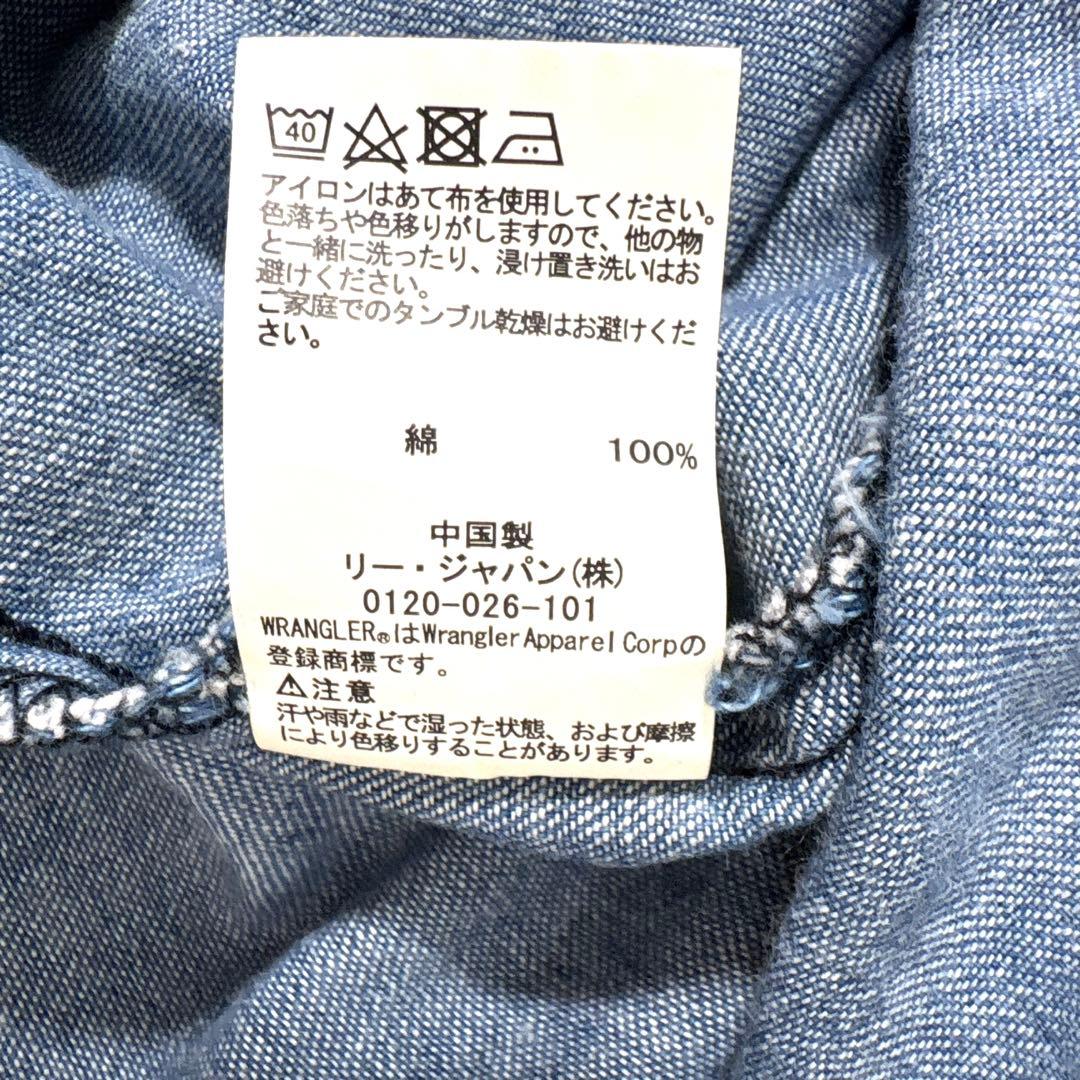 40
アイロンはあて布を使用してください。
色落ちや色移りがしますので、他の物
と一緒に洗ったり、浸け置き洗いはお
避けください。
ご家庭でのタンブル乾燥はお避けくだ
さい。
綿 100%
中国製
リー・ジャパン(株)
0120-026-101
WRANGLER®はWrangler Apparel Corpの
登録商標です。
⚠注意
汗や雨などで湿った状態、および摩擦
により色移りすることがあります。